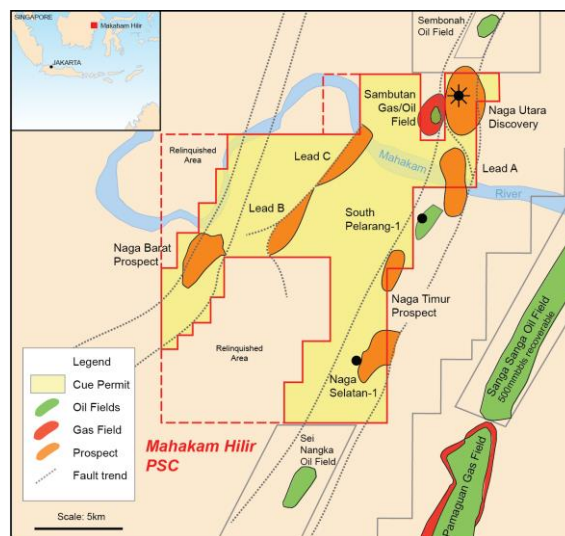 SINGAPORE
Makaham Hilir
JAKARTA
Sembonah
Oil Field
Sambutan
Gas/Oil
Field
Naga Utara
Discovery
Relinquished
Area
Lead C
Mahakam
Lead A
River
Lead B
South
Pelarang-1
Naga Barat
Prospect
Naga Timur
Prospect
Relinquished
Area
Naga
Selatan-1
Sanga Sanga Oil Field
500mmbbls recoverable
Legend
Cue Permit
Oil Fields
Gas Field
Prospect
Fault trend
Scale: 5km
Mahakam Hilir
PSC
Sei
Nangka
Oil Field
Pamaguan Gas Field